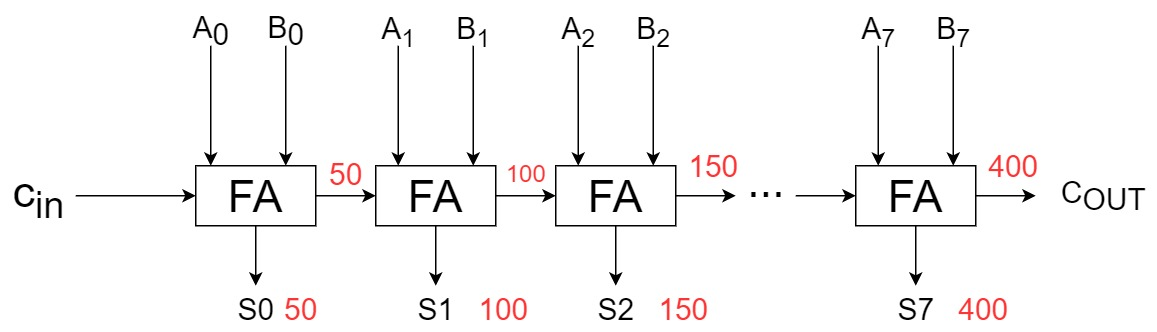 A0 B0 A1 B1 A2 B2 A7 B7
50 100 150 400
cin FA FA FA ... FA COUT
S0 50 S1 100 S2 150 S7 400